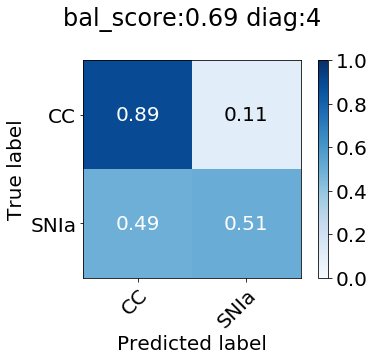 bal_score:0.69 diag:4
True label
CC
0.89 0.11
SNIa
0.49 0.51
CC SNIa
Predicted label
1.0
0.8
0.6
0.4
0.2
0.0